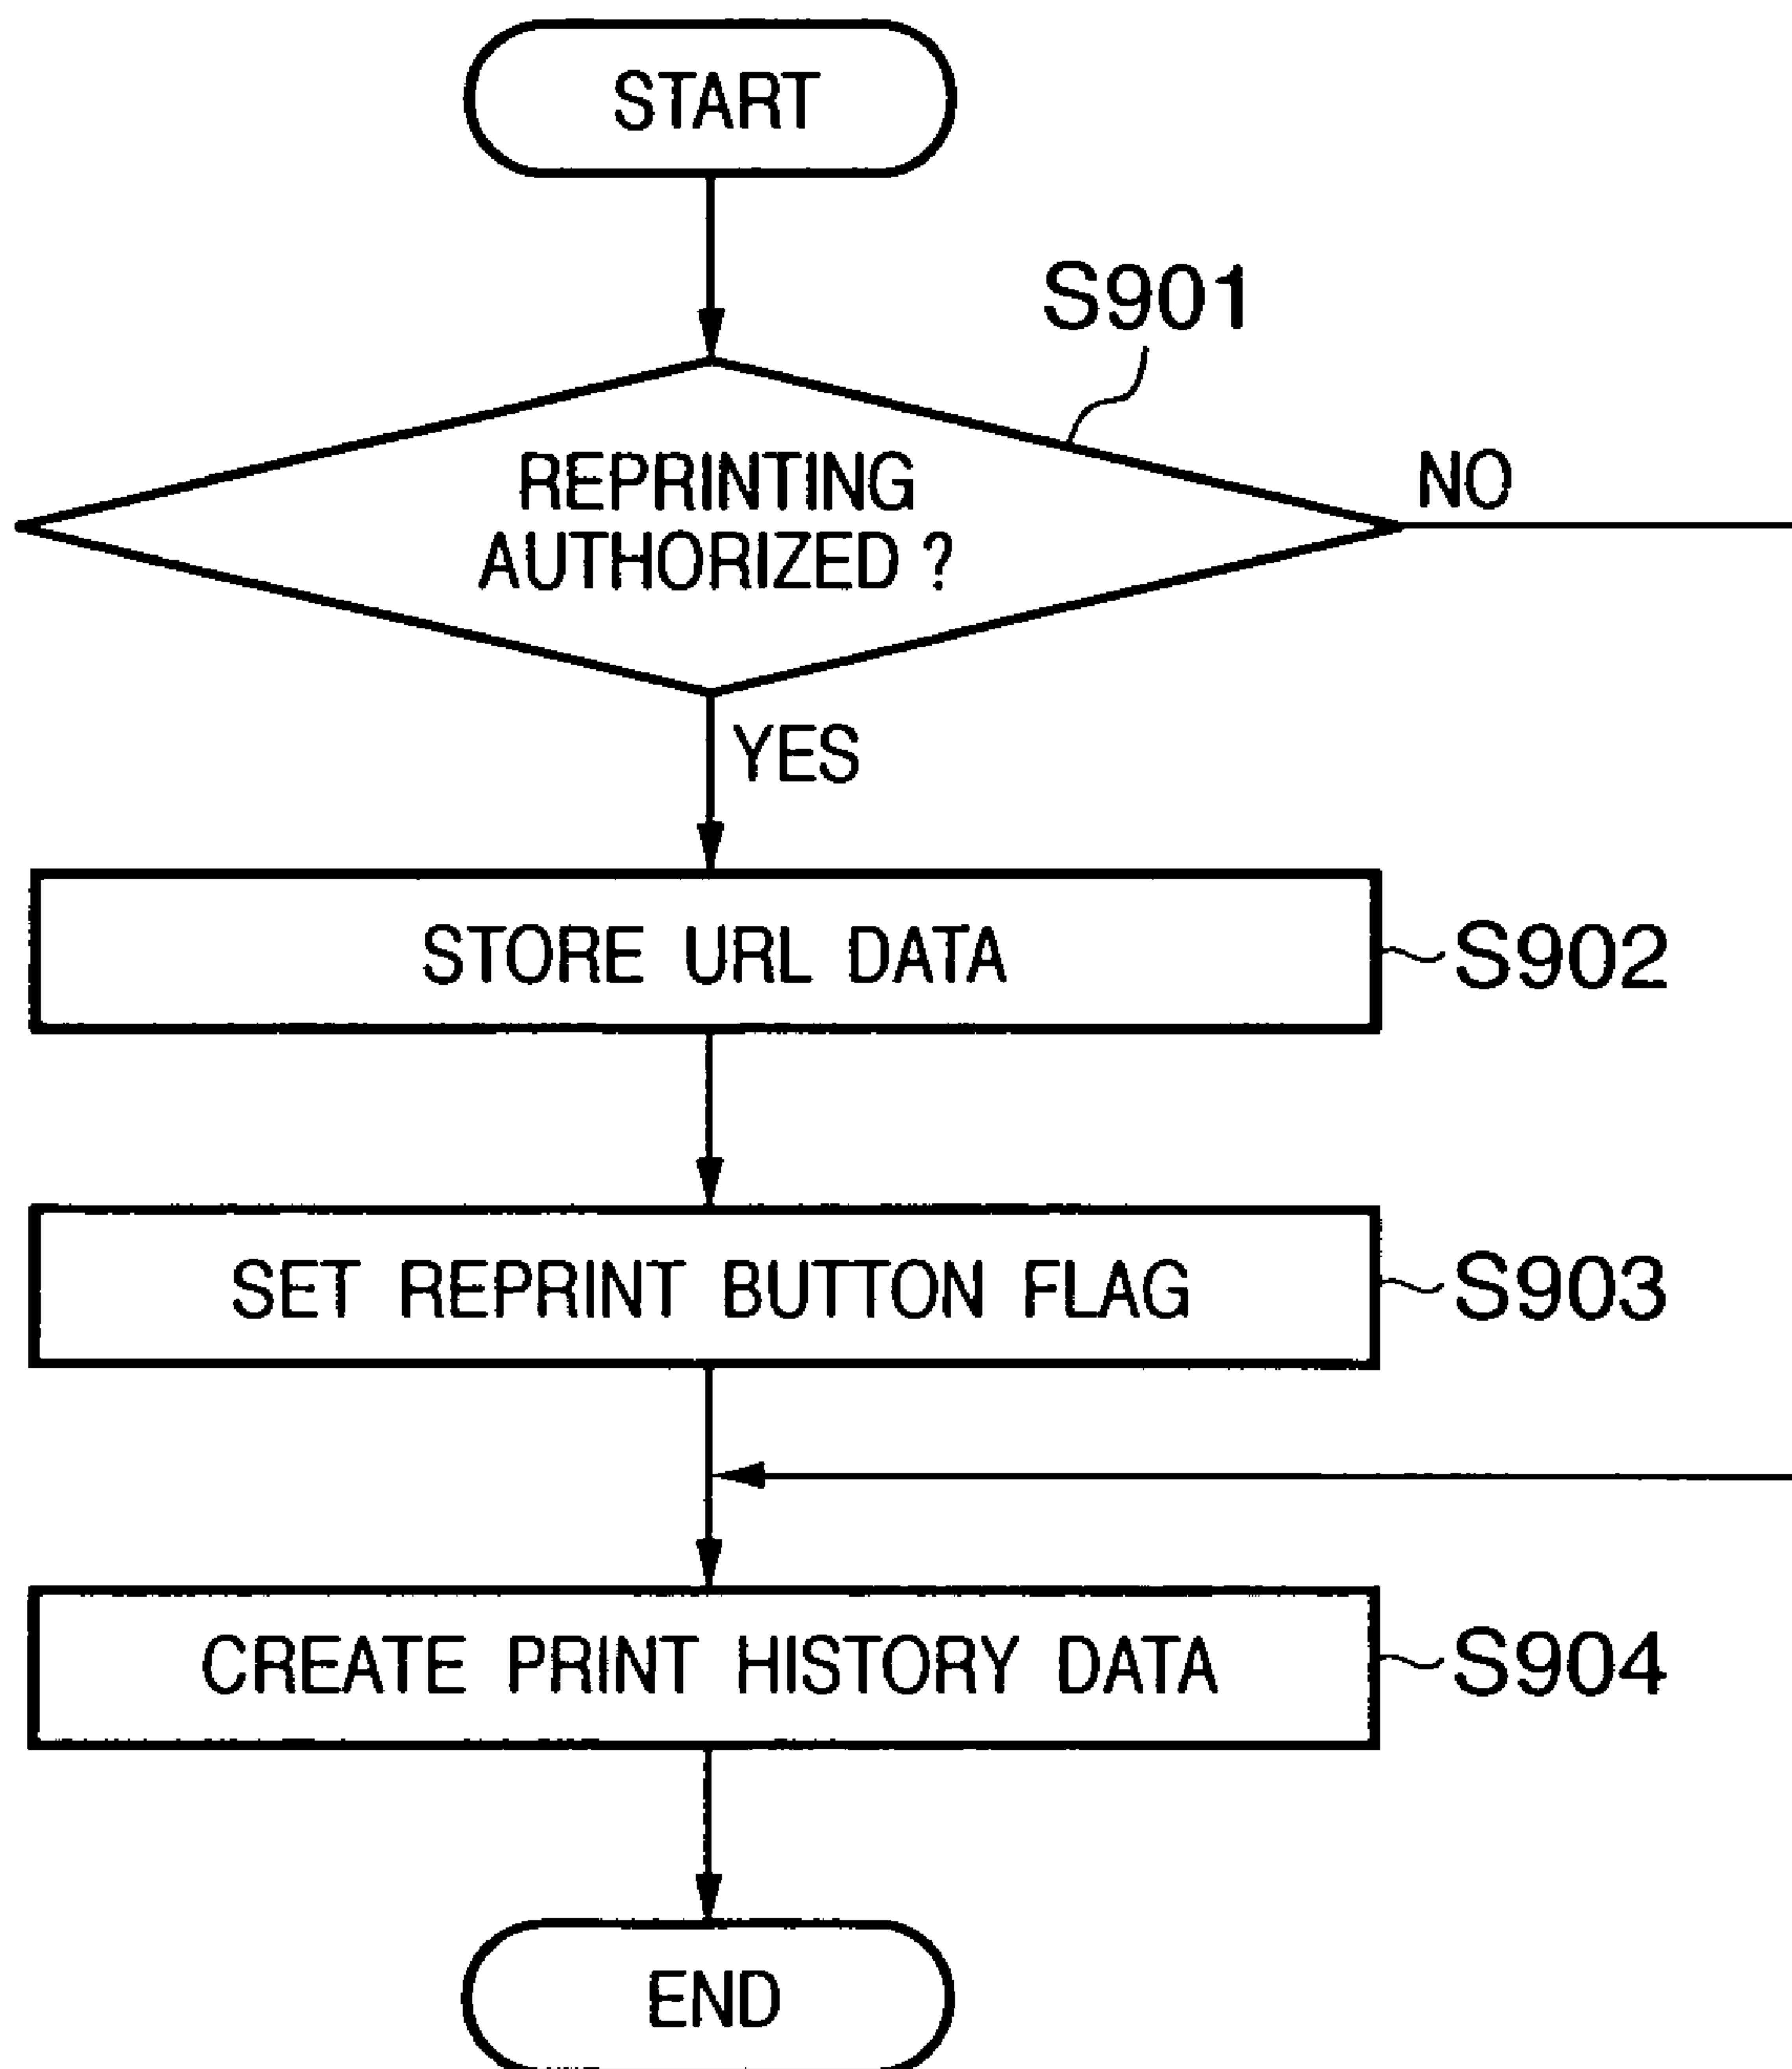 START
S901
REPRINTING
AUTHORIZED ?
NO
YES
STORE URL DATA
S902
SET REPRINT BUTTON FLAG
S903
CREATE PRINT HISTORY DATA
S904
END